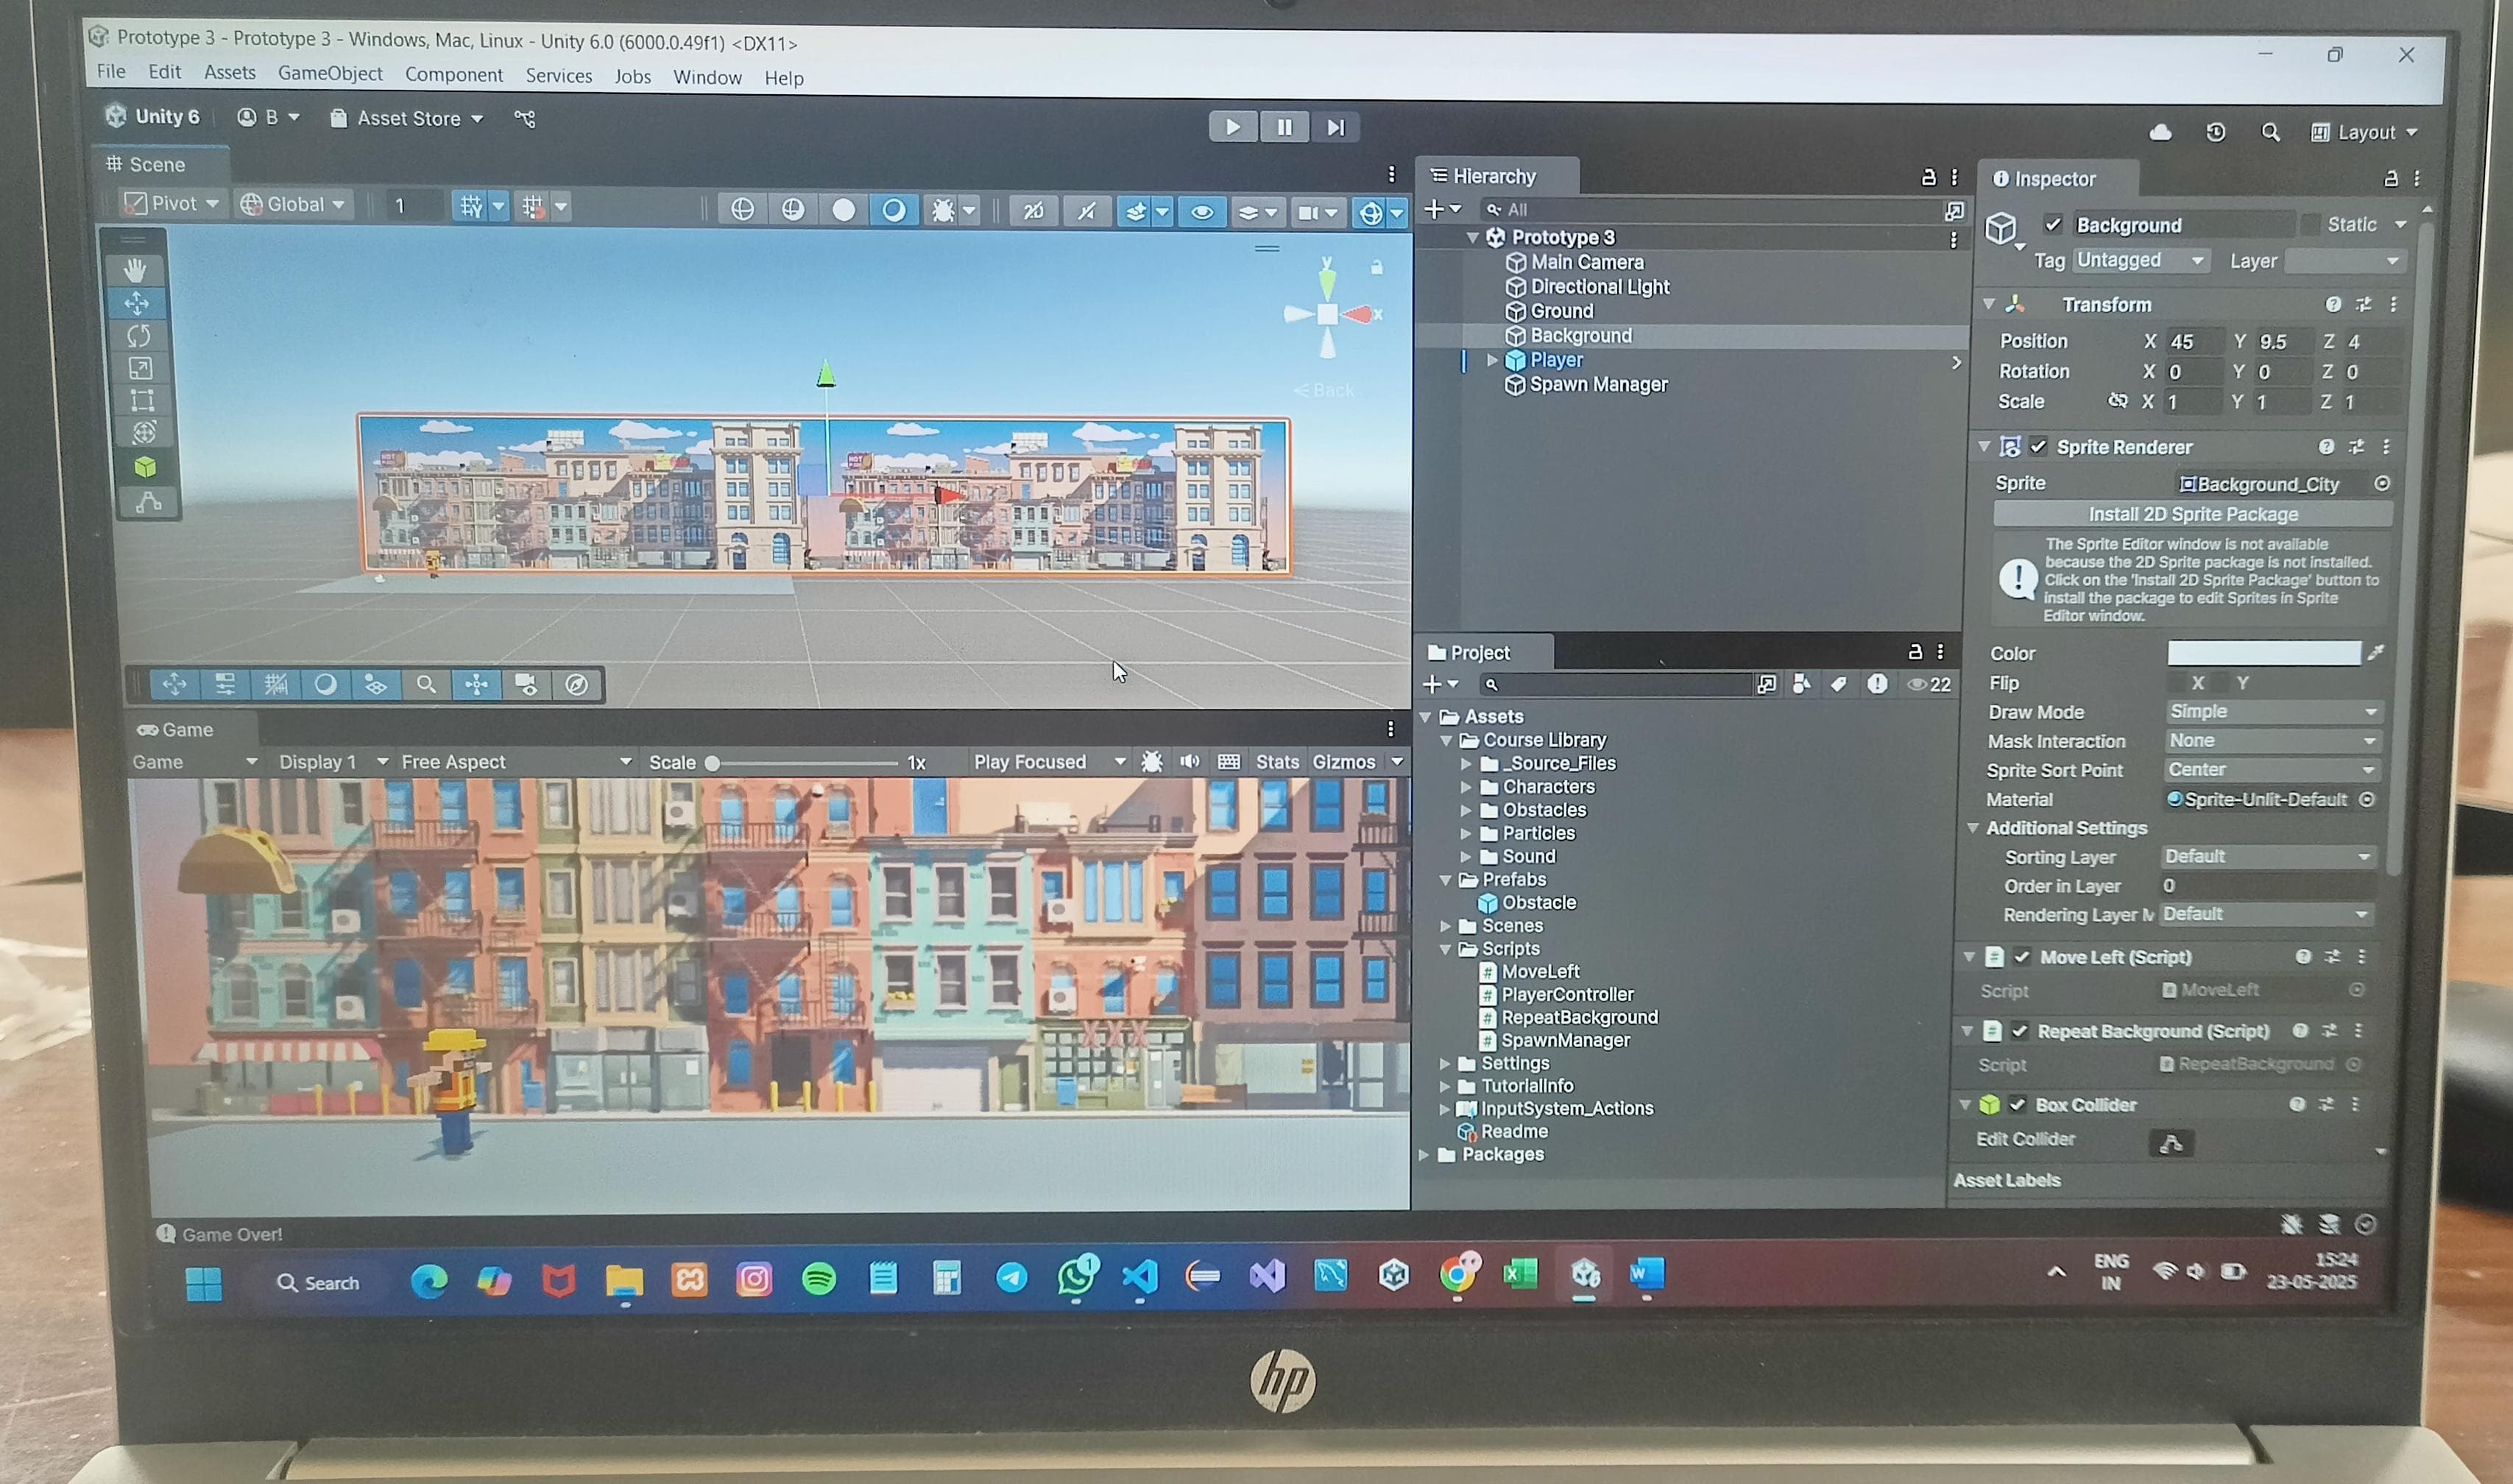 Prototype 3 - Prototype 3 - Windows, Mac, Linux - Unity 6.0 (6000.0.49f1) <DX11>
File Edit Assets GameObject Component Services Jobs Window Help
Unity 6 B Asset Store
Layout
Scene
Pivot Global 1
2D
y
x
Back
Game
Game Display 1 Free Aspect Scale 1x Play Focused Stats Gizmos
XXX
Game Over!
Hierarchy
All
Prototype 3
Main Camera
Directional Light
Ground
Background
Player
Spawn Manager
Project
22
Assets
Course Library
_Source_Files
Characters
Obstacles
Particles
Sound
Prefabs
Obstacle
Scenes
Scripts
MoveLeft
PlayerController
RepeatBackground
SpawnManager
Settings
TutorialInfo
InputSystem_Actions
Readme
Packages
Inspector
Background Static
Tag Untagged Layer
Transform
Position X 45 Y 9.5 Z 4
Rotation X 0 Y 0 Z 0
Scale X 1 Y 1 Z 1
Sprite Renderer
Sprite Background_City
Install 2D Sprite Package
The Sprite Editor window is not available
because the 2D Sprite package is not installed.
Click on the 'Install 2D Sprite Package' button to
install the package to edit Sprites in Sprite
Editor window.
Color
Flip X Y
Draw Mode Simple
Mask Interaction None
Sprite Sort Point Center
Material Sprite-Unlit-Default
Additional Settings
Sorting Layer Default
Order in Layer 0
Rendering Layer M Default
Move Left (Script)
Script MoveLeft
Repeat Background (Script)
Script RepeatBackground
Box Collider
Edit Collider
Asset Labels
Search
1
ENG
IN
15:24
23-05-2025
hp